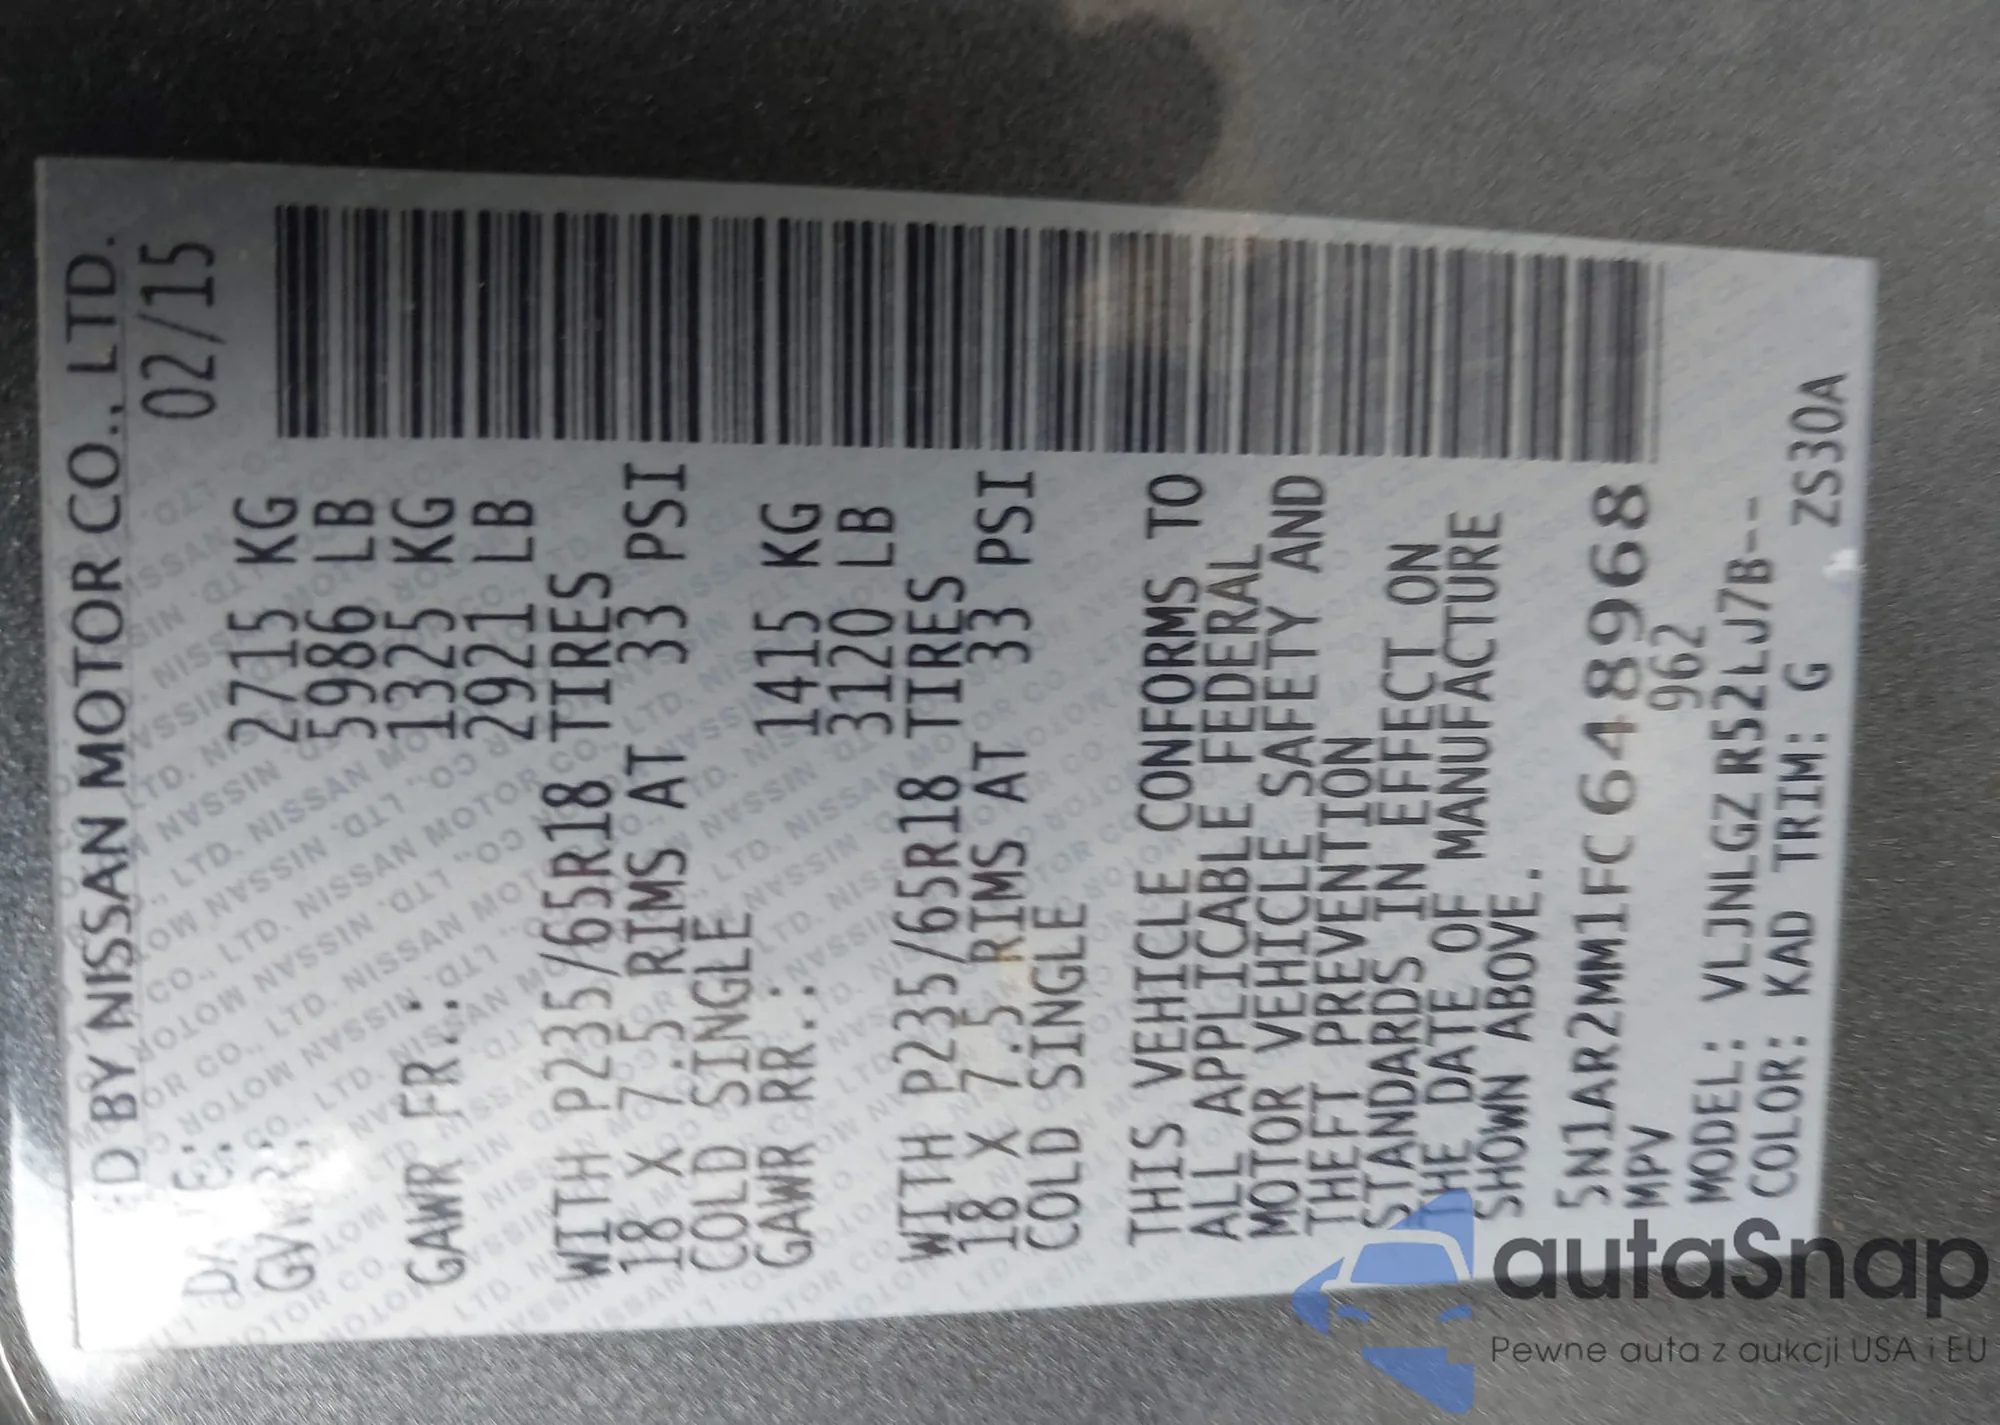 ED BY NISSAN MOTOR CO., LTD.
02/15
GVWR: 2715 KG
5986 LB
GAWR FR.: 1325 KG
2921 LB
WITH P235/65R18 TIRES
18 X 7.5 RIMS AT 33 PSI
COLD SINGLE
GAWR RR.: 1415 KG
3120 LB
WITH P235/65R18 TIRES
18 X 7.5 RIMS AT 33 PSI
COLD SINGLE
THIS VEHICLE CONFORMS TO
ALL APPLICABLE FEDERAL
MOTOR VEHICLE SAFETY AND
THEFT PREVENTION
STANDARDS IN EFFECT ON
THE DATE OF MANUFACTURE
SHOWN ABOVE.
5N1AR2MM1FC648968
MPV 962
MODEL: VLJNLGZ R52LJJ7B--
COLOR: KAD TRIM: G ZS30A
autaSnap
Pewne auta z aukcji USA i EU